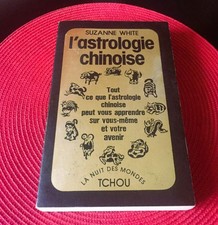 SUZANNE WHITE
l'astrologie
chinoise
Tout
ce que l'astrologie
chinoise
peut vous apprendre
sur vous-même
et votre
avenir
LA NUIT DES MONDES
TCHOU